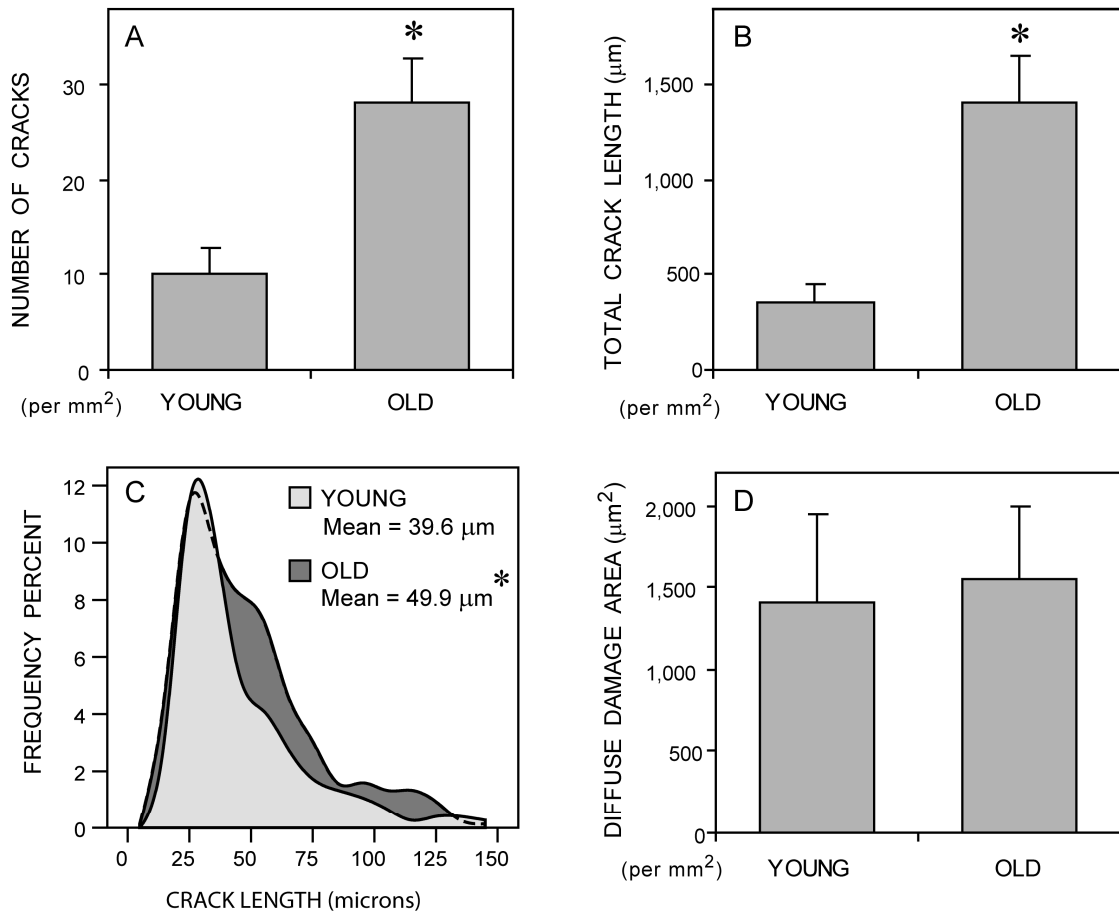 A
*
NUMBER OF CRACKS
30
20
10
0
(per mm²)
YOUNG
OLD
B
*
TOTAL CRACK LENGTH (μm)
1,500
1,000
500
0
(per mm²)
YOUNG
OLD
C
FREQUENCY PERCENT
12
10
8
6
4
2
0
YOUNG
Mean = 39.6 μm
OLD
Mean = 49.9 μm*
0
25
50
75
100
125
150
CRACK LENGTH (microns)
D
DIFFUSE DAMAGE AREA (μm²)
2,000
1,500
1,000
500
0
(per mm²)
YOUNG
OLD